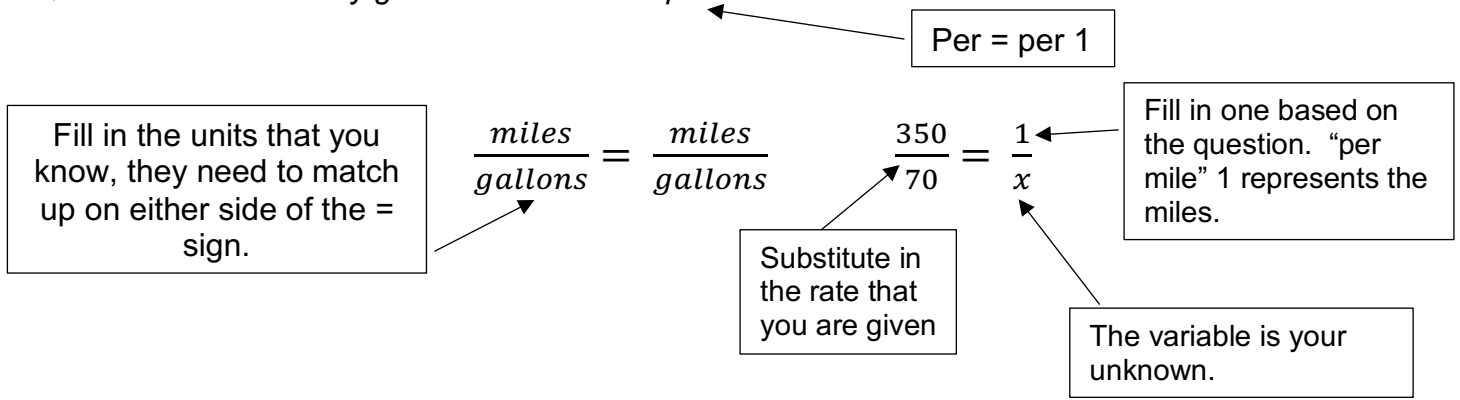 Per = per 1
Fill in the units that you
know, they need to match
up on either side of the =
sign.
miles/gallons = miles/gallons
350/70 = 1/x
Fill in one based on
the question. “per
mile” 1 represents the
miles.
Substitute in
the rate that
you are given
The variable is your
unknown.